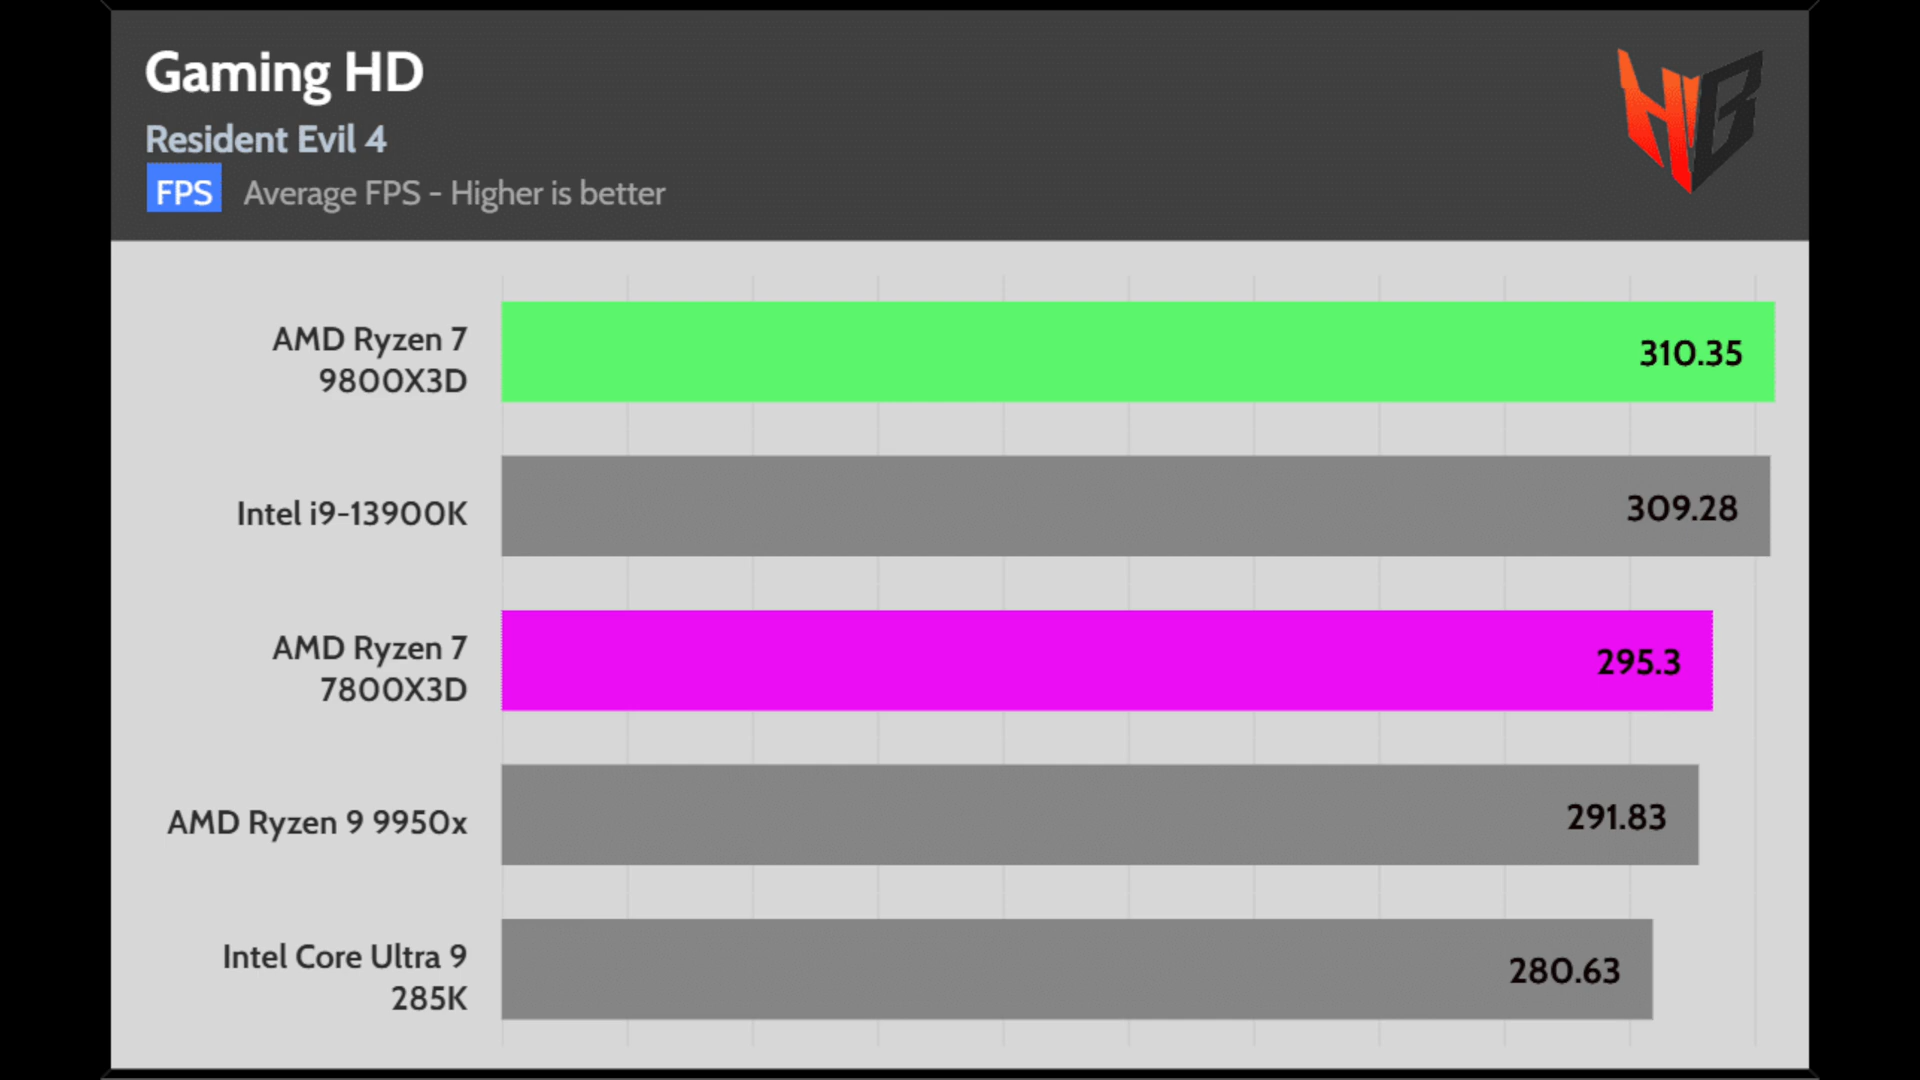 Gaming HD
Resident Evil 4
FPS Average FPS - Higher is better
HB
AMD Ryzen 7
9800X3D
310.35
Intel i9-13900K
309.28
AMD Ryzen 7
7800X3D
295.3
AMD Ryzen 9 9950x
291.83
Intel Core Ultra 9
285K
280.63